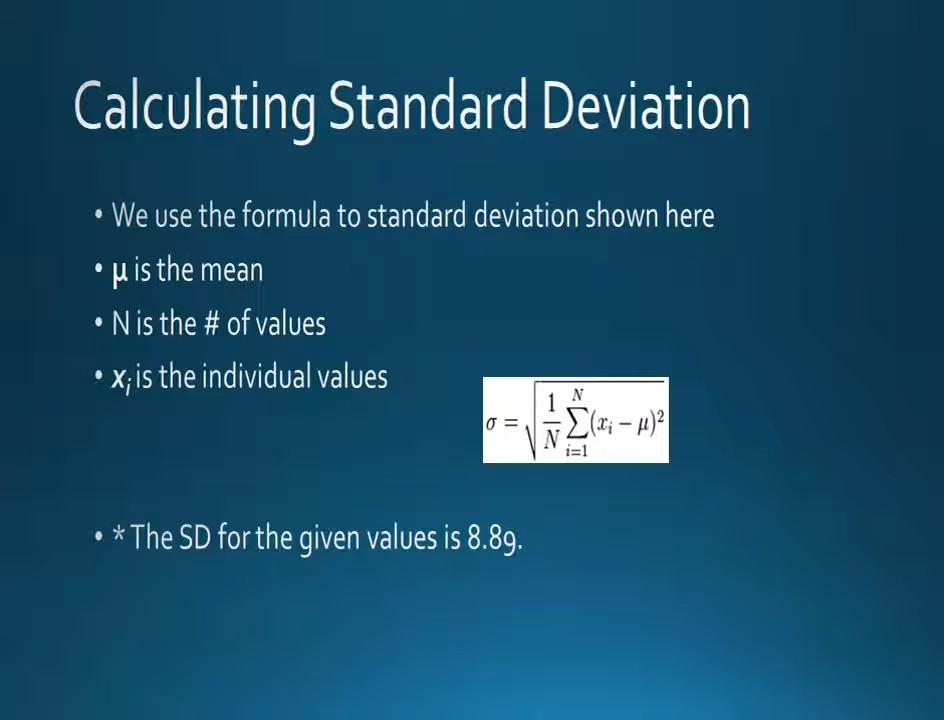 Calculating Standard Deviation
• We use the formula to standard deviation shown here
• μ is the mean
• N is the # of values
• xᵢ is the individual values
σ = √(1/N ∑_{i=1}^{N} (xᵢ − μ)²)
• * The SD for the given values is 8.89.